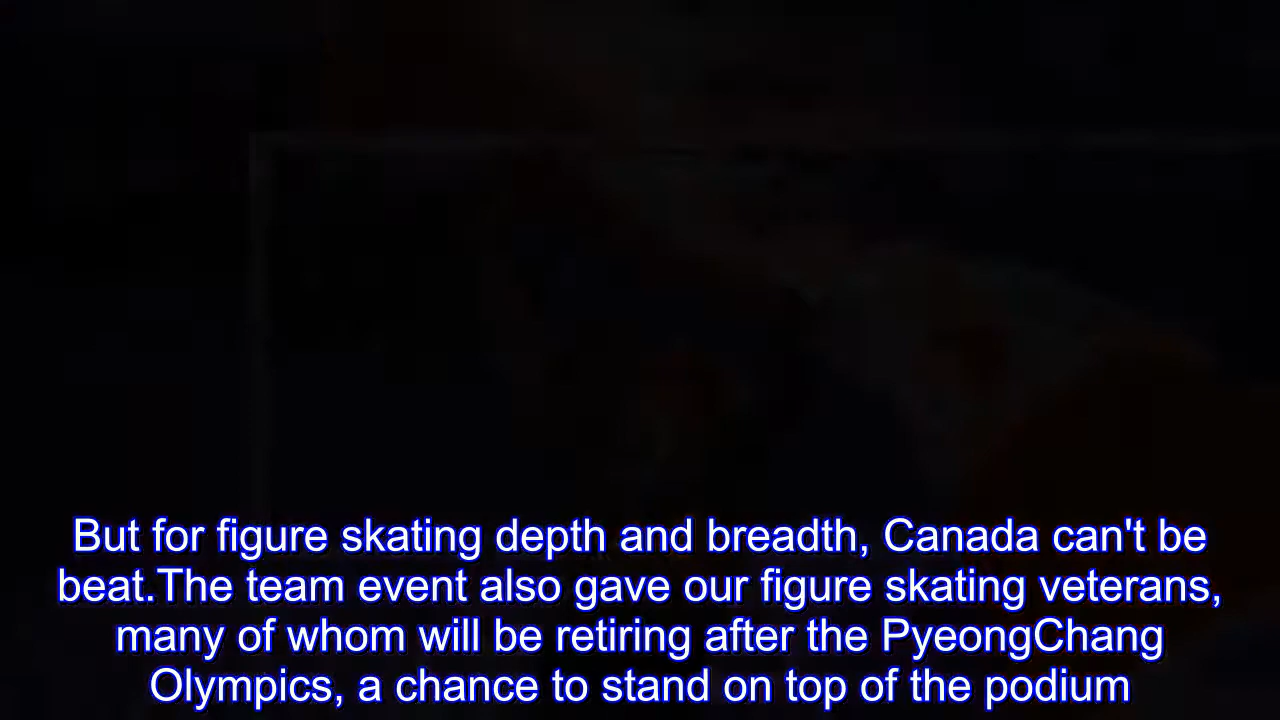 But for figure skating depth and breadth, Canada can't be
beat.The team event also gave our figure skating veterans,
many of whom will be retiring after the PyeongChang
Olympics, a chance to stand on top of the podium